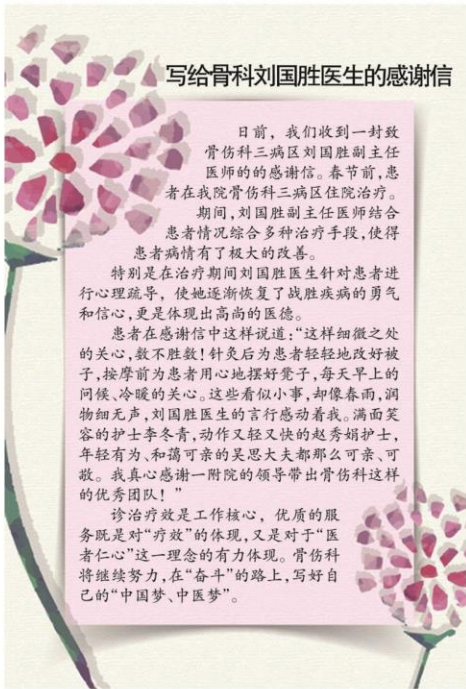 写给骨科刘国胜医生的感谢信
日前，我们收到一封致
骨伤科三病区刘国胜副主任
医师的的感谢信。春节前,患
者在我院骨伤科三病区住院治疗。
期间,刘国胜副主任医师结合
患者情况综合多种治疗手段,使得
患者病情有了极大的改善。
特别是在治疗期间刘国胜医生针对患者进
行心理疏导，使她逐渐恢复了战胜疾病的勇气
和信心,更是体现出高尚的医德。
患者在感谢信中这样说道:“这样细微之处
的关心,数不胜数!针灸后为患者轻轻地改好被
子,按摩前为患者用心地摆好凳子,每天早上的
问候、冷暖的关心。这些看似小事,却像春雨,润
物细无声,刘国胜医生的言行感动着我。满面笑
容的护士李冬青,动作又轻又快的赵秀娟护士,
年轻有为、和蔼可亲的吴思大夫都那么可亲、可
敬。我真心感谢一附院的领导带出骨伤科这样
的优秀团队！”
诊治疗效是工作核心，优质的服
务既是对“疗效”的体现,又是对于“医
者仁心”这一理念的有力体现。骨伤科
将继续努力,在“奋斗”的路上,写好自
己的“中国梦、中医梦”。